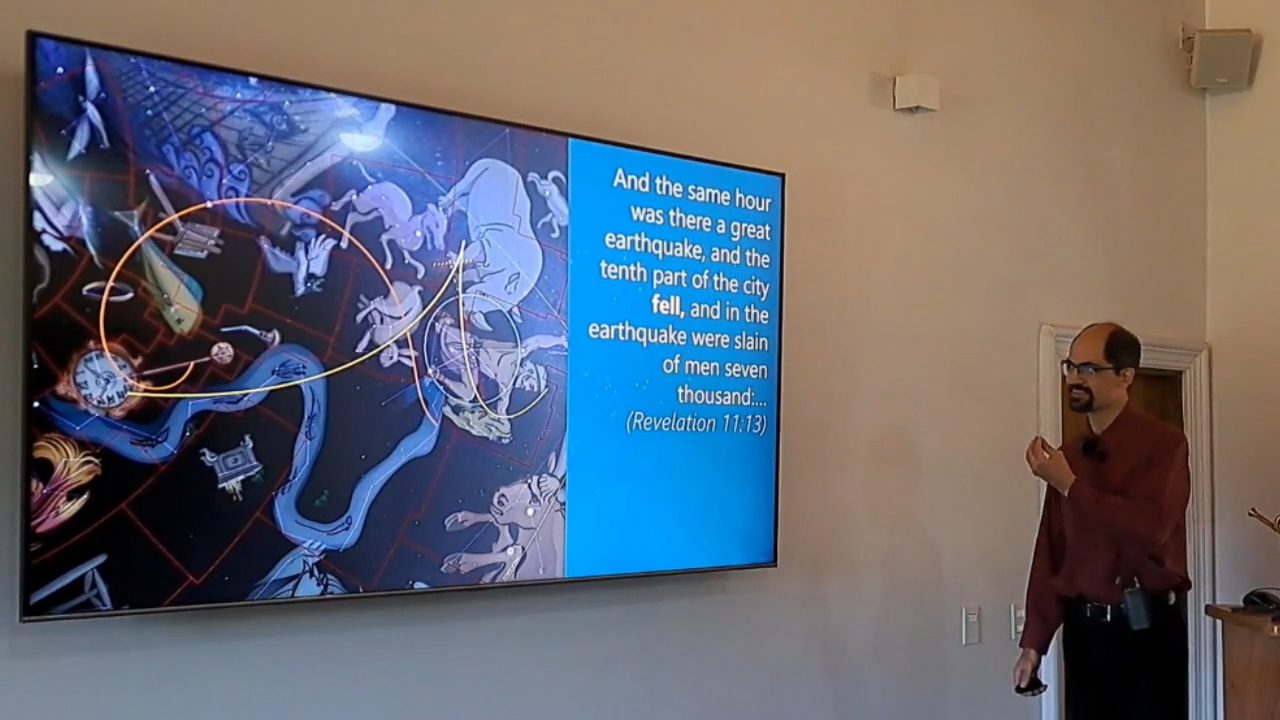 And the same hour
was there a great
earthquake, and the
tenth part of the city
fell, and in the
earthquake were slain
of men seven
thousand:...
(Revelation 11:13)